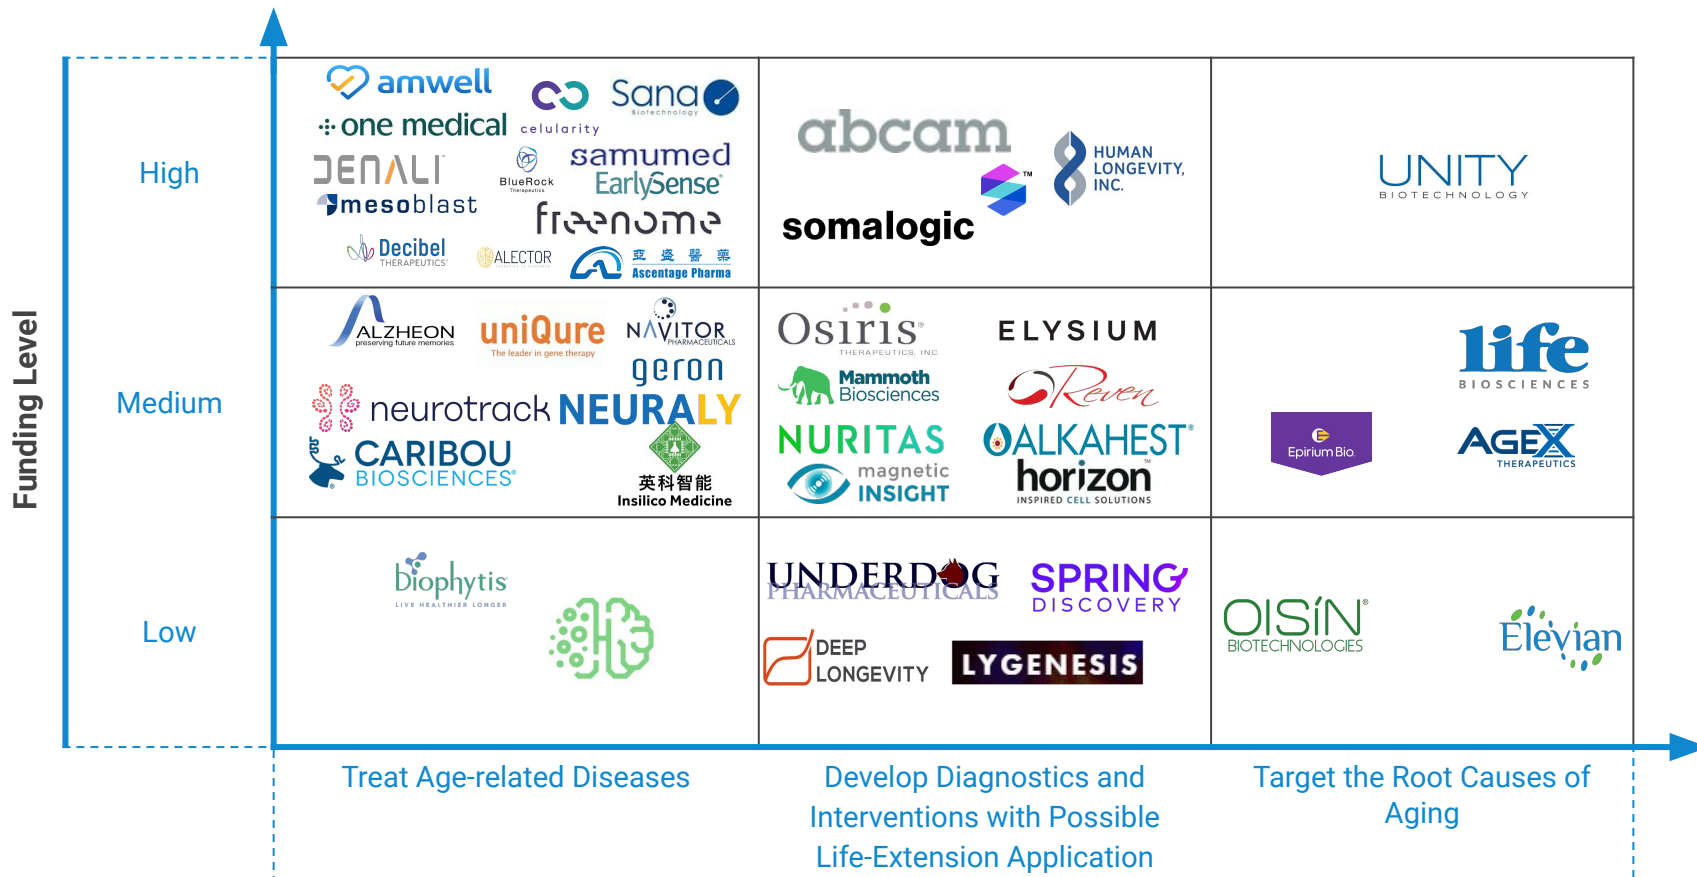 Funding Level
High
amwell
one medical
celularity
Sana
Biotechnology
DENALI
BlueRock
Therapeutics
samumed
EarlySense
mesoblast
freenome
Decibel
THERAPEUTICS
ALECTOR
亞盛醫藥
Ascentage Pharma
abcam
somalogic
™
HUMAN
LONGEVITY,
INC.
UNITY
BIOTECHNOLOGY
Medium
ALZHEON
preserving future memories
uniQure
The leader in gene therapy
NAVITOR
PHARMACEUTICALS
geron
neurotrack
NEURALY
CARIBOU
BIOSCIENCES®
英科智能
Insilico Medicine
Osiris®
THERAPEUTICS, INC.
ELYSIUM
Mammoth
Biosciences
Reven
NURITAS
ALKAHEST®
magnetic
INSIGHT
horizon™
INSPIRED CELL SOLUTIONS
life
BIOSCIENCES
Epirium Bio.
AGEX
THERAPEUTICS
Low
biophytis
LIVE HEALTHIER LONGER
H
UNDERDOG
PHARMACEUTICALS
SPRING
DISCOVERY
DEEP
LONGEVITY
LYGENESIS
OISÍN®
BIOTECHNOLOGIES
Elevian
Treat Age-related Diseases
Develop Diagnostics and
Interventions with Possible
Life-Extension Application
Target the Root Causes of
Aging